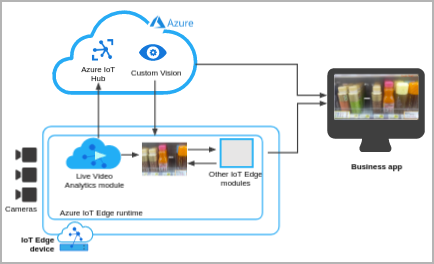 Azure
Azure IoT
Hub
Custom Vision
Live Video
Analytics module
Other IoT Edge
modules
Azure IoT Edge runtime
Cameras
IoT Edge
device
Business app